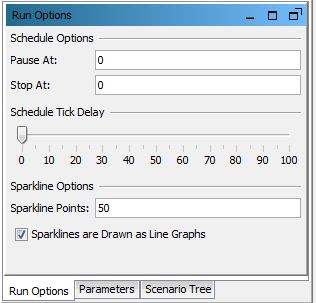 Run Options
Schedule Options
Pause At: 0
Stop At: 0
Schedule Tick Delay
0 10 20 30 40 50 60 70 80 90 100
Sparkline Options
Sparkline Points: 50
Sparklines are Drawn as Line Graphs
Run Options Parameters Scenario Tree